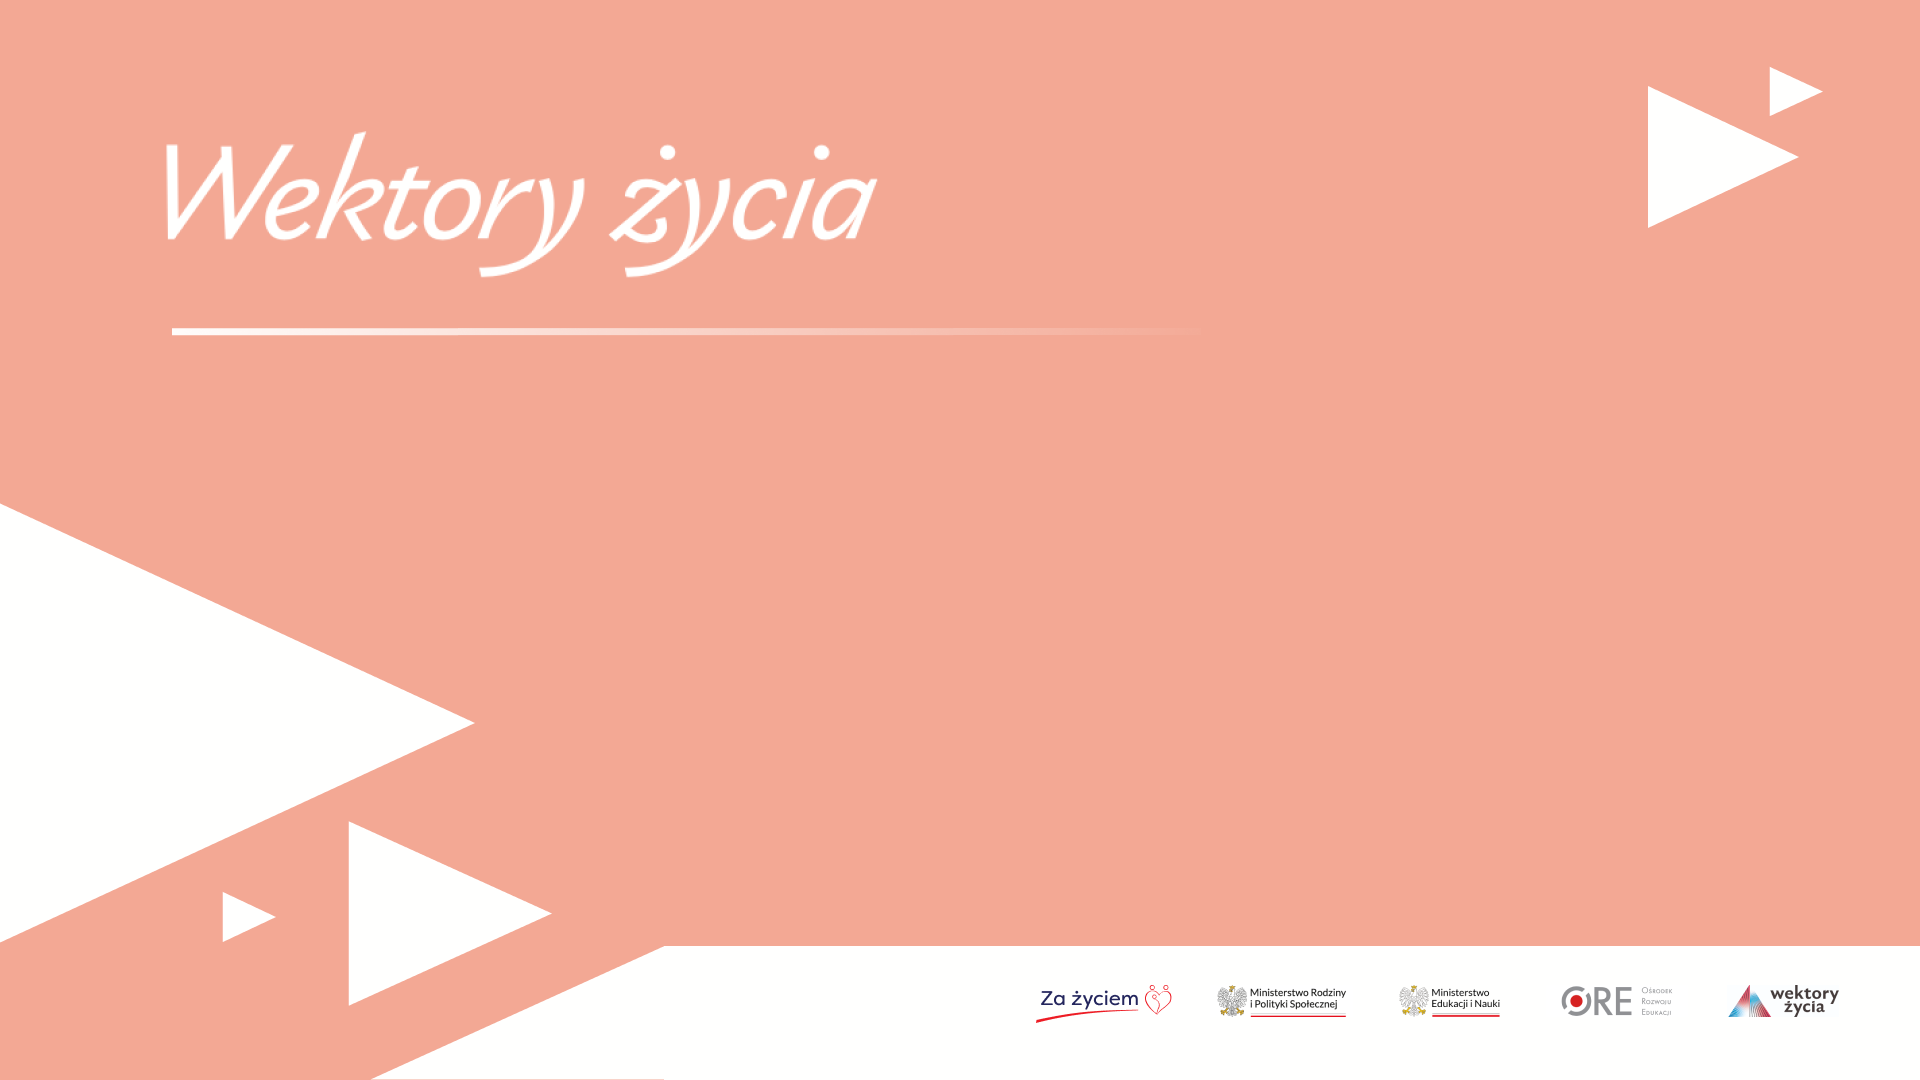 Wektory życia
Za życiem
Ministerstwo Rodziny
i Polityki Społecznej
Ministerstwo
Edukacji i Nauki
ORE
Ośrodek
Rozwoju
Edukacji
wektory
życia